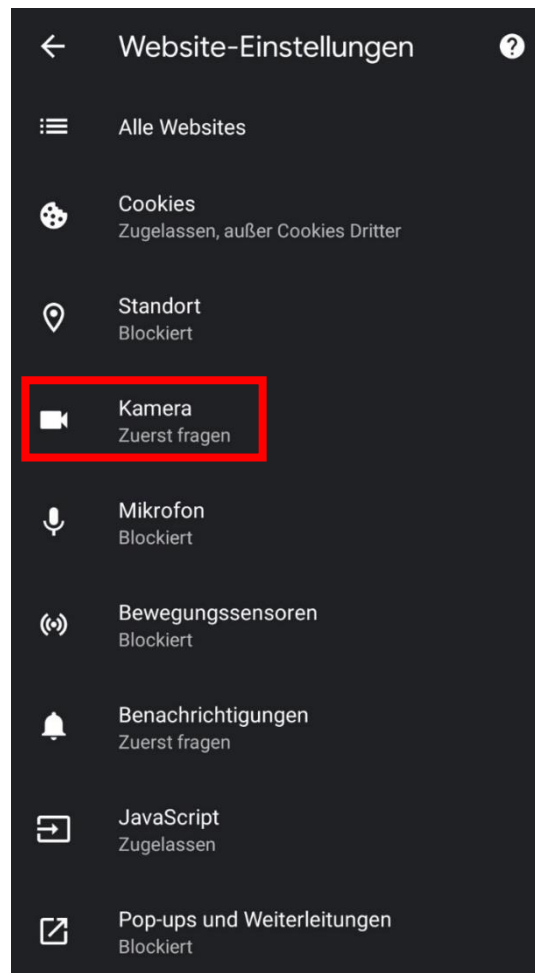 Website-Einstellungen
Alle Websites
Cookies
Zugelassen, außer Cookies Dritter
Standort
Blockiert
Kamera
Zuerst fragen
Mikrofon
Blockiert
Bewegungssensoren
Blockiert
Benachrichtigungen
Zuerst fragen
JavaScript
Zugelassen
Pop-ups und Weiterleitungen
Blockiert